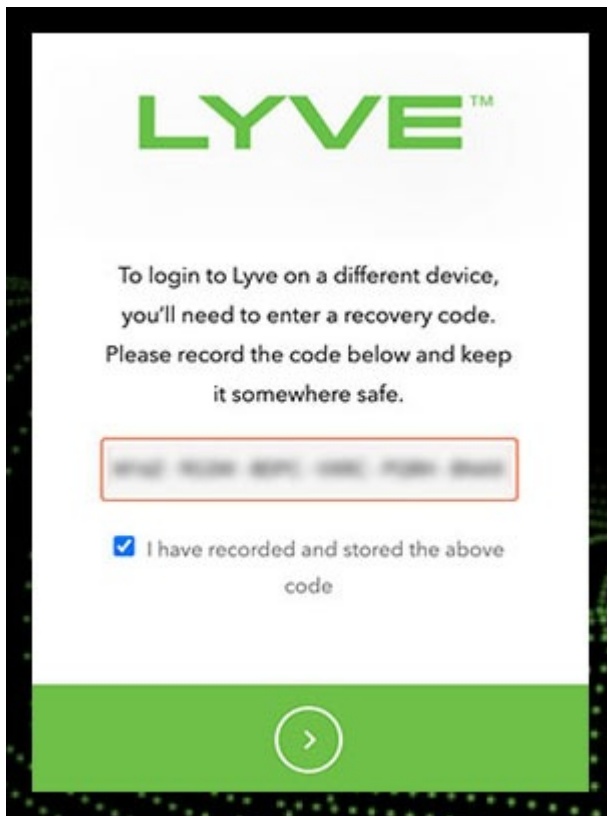 LYVE™
To login to Lyve on a different device,
you'll need to enter a recovery code.
Please record the code below and keep
it somewhere safe.
I have recorded and stored the above
code